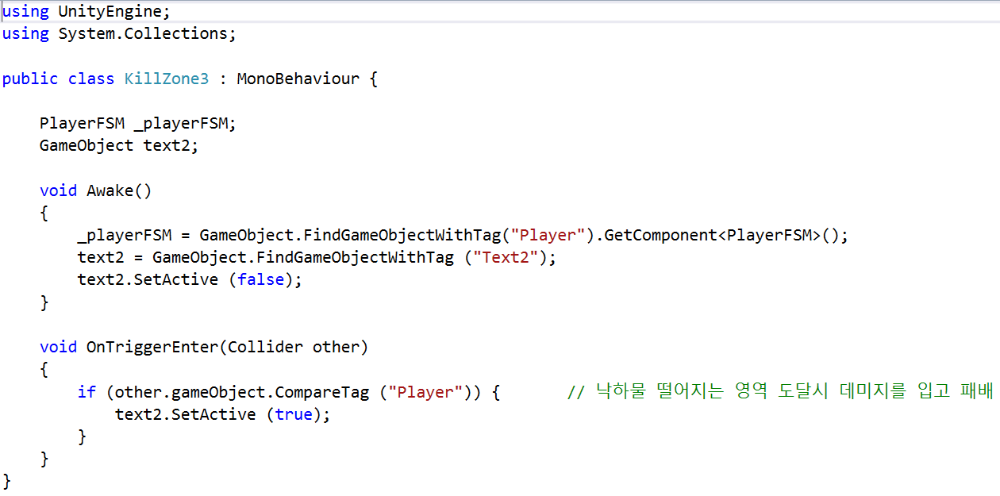 using UnityEngine;
using System.Collections;
public class KillZone3 : MonoBehaviour {
PlayerFSM _playerFSM;
GameObject text2;
void Awake()
{
_playerFSM = GameObject.FindGameObjectWithTag("Player").GetComponent<PlayerFSM>();
text2 = GameObject.FindGameObjectWithTag ("Text2");
text2.SetActive (false);
}
void OnTriggerEnter(Collider other)
{
if (other.gameObject.CompareTag ("Player")) { // 낙하물 떨어지는 영역 도달시 데미지를 입고 패배
text2.SetActive (true);
}
}
}